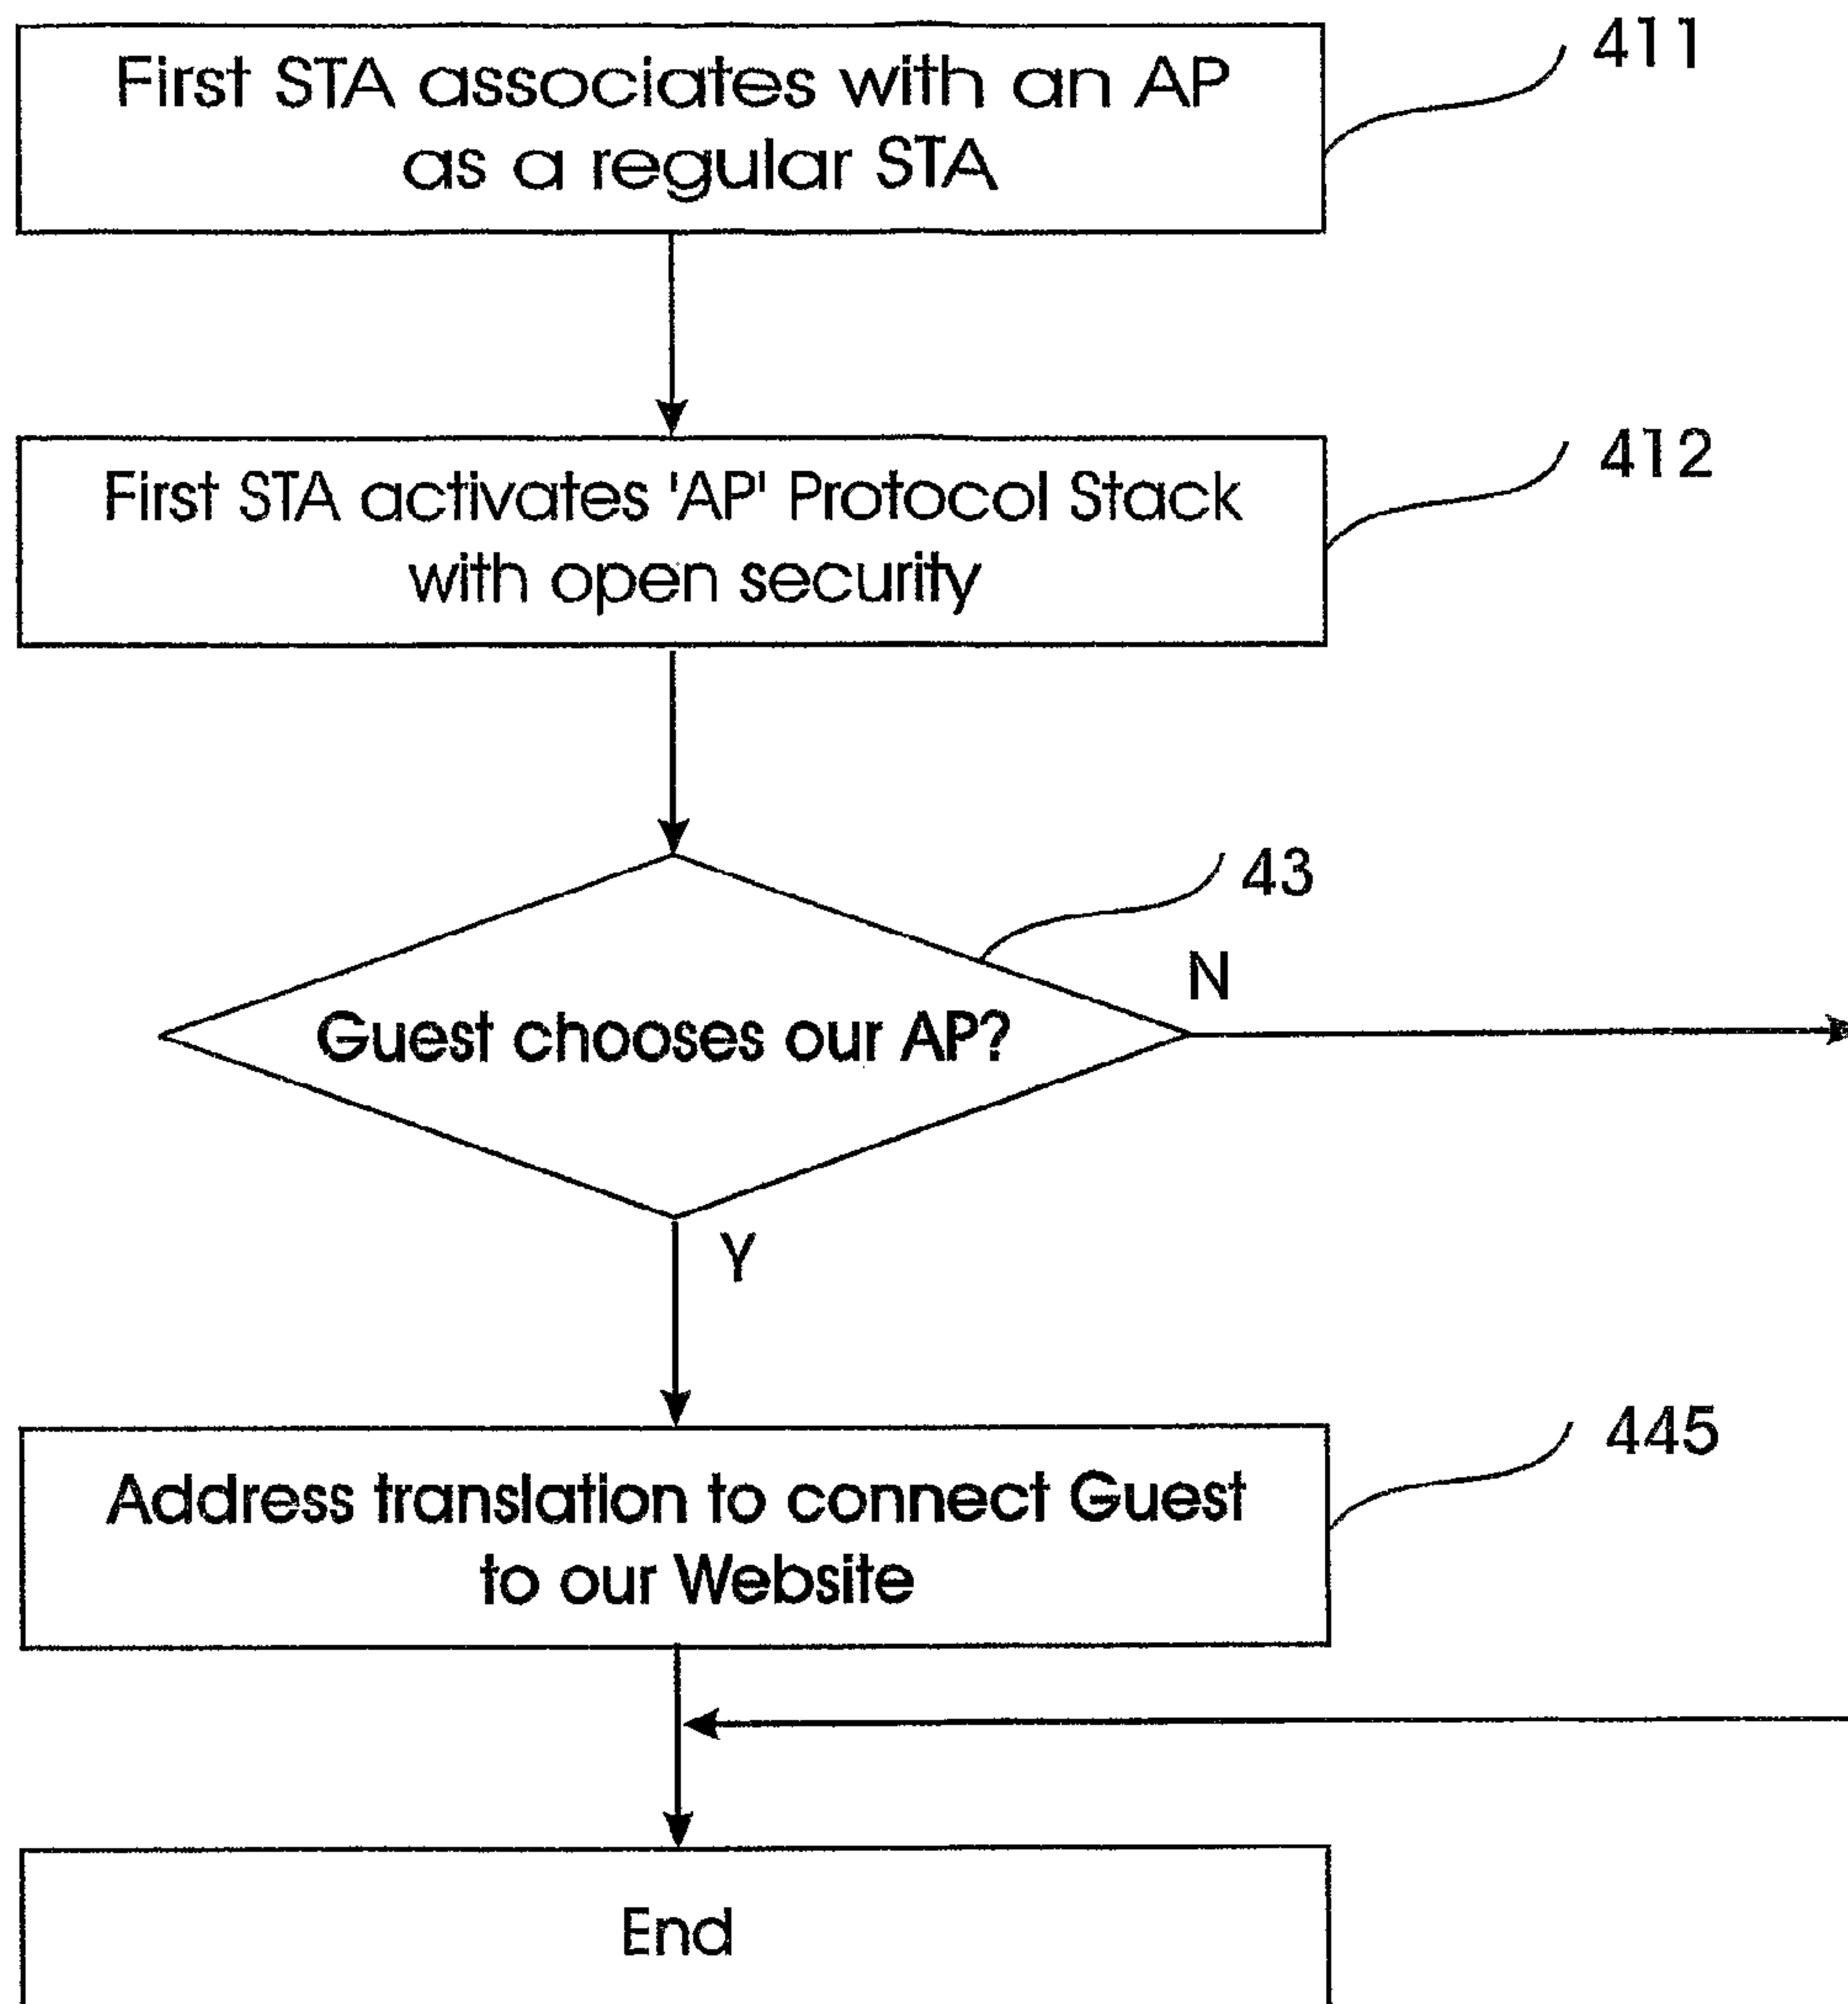 First STA associates with an AP
as a regular STA
411
First STA activates 'AP' Protocol Stack
with open security
412
43
N
Guest chooses our AP?
Y
Address translation to connect Guest
to our Website
445
End